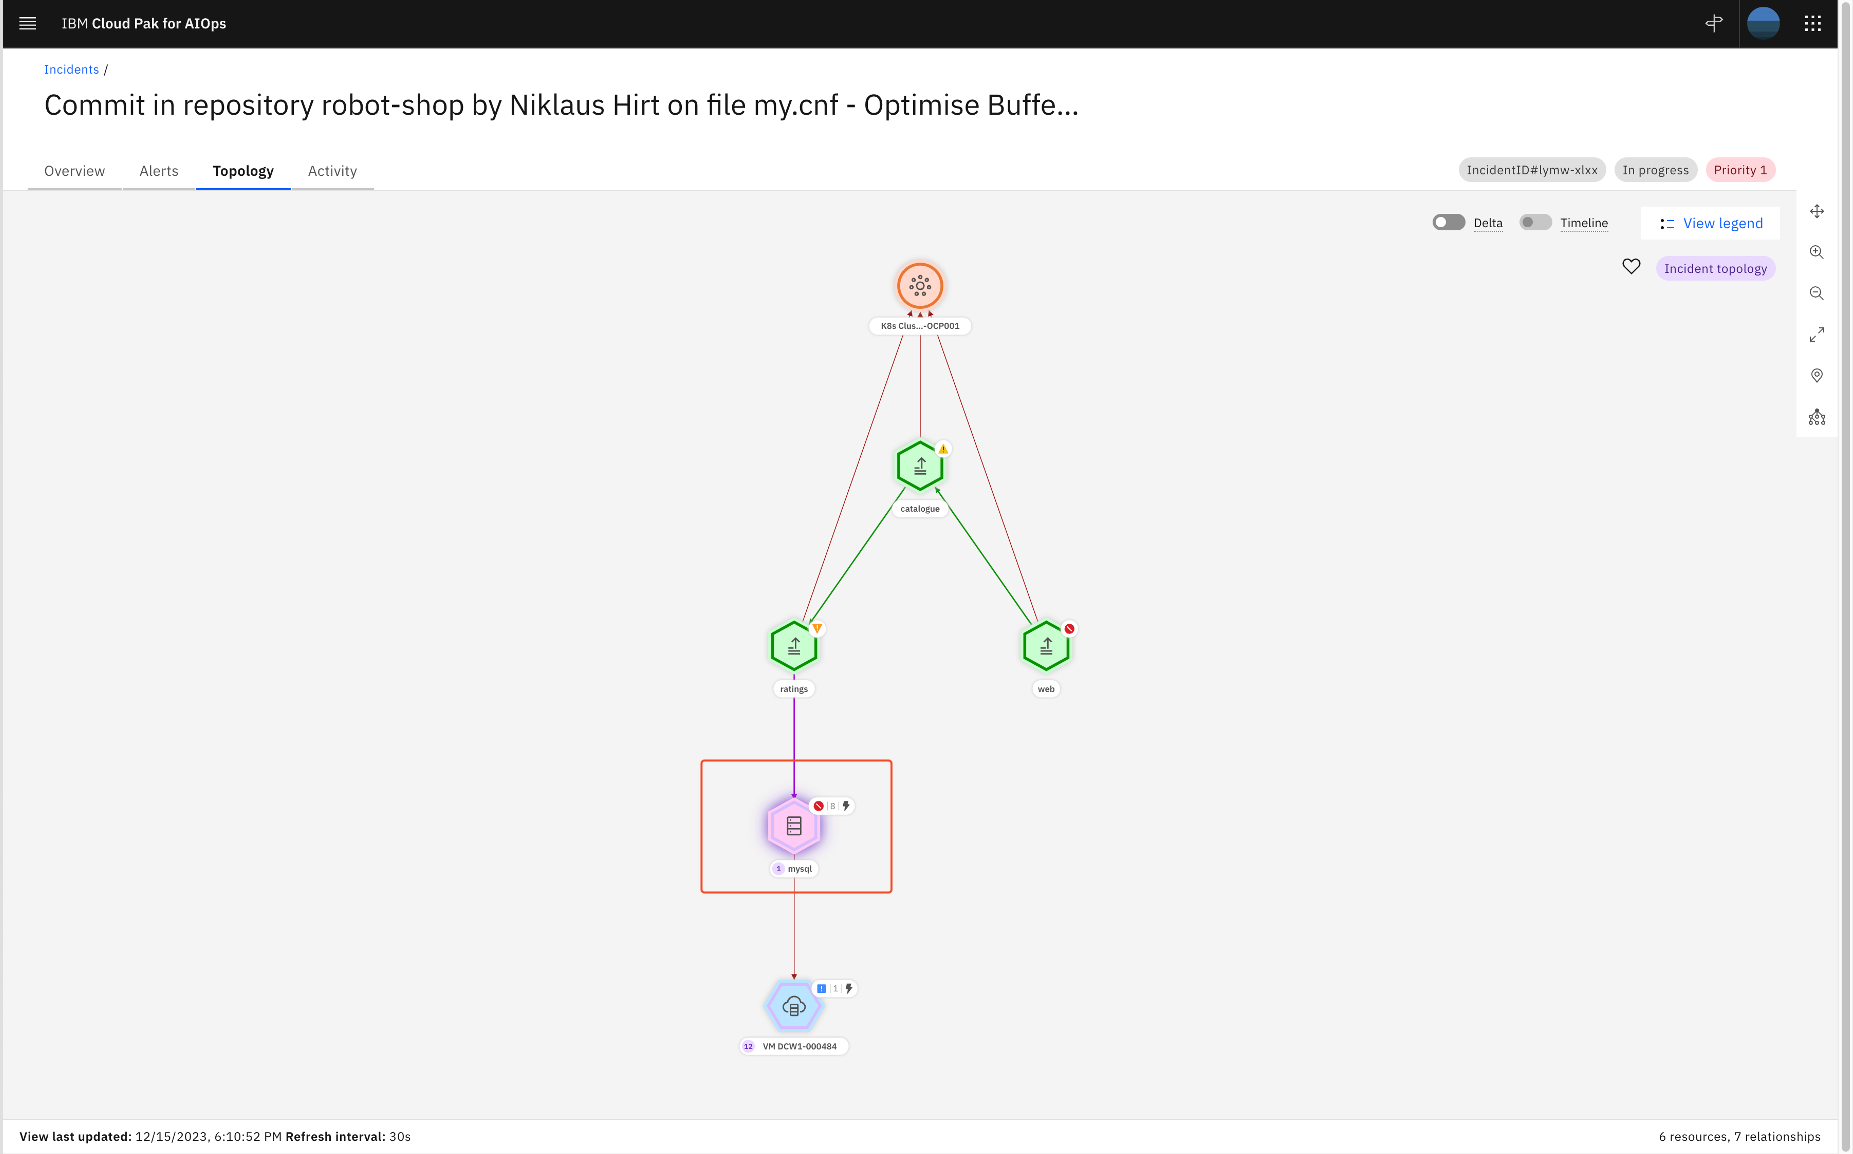 IBM Cloud Pak for AIOps
Incidents /
Commit in repository robot-shop by Niklaus Hirt on file my.cnf - Optimise Buffe...
Overview
Alerts
Topology
Activity
IncidentID#lymw-xlxx
In progress
Priority 1
Delta
Timeline
View legend
Incident topology
K8s Clus...-OCP001
catalogue
ratings
web
8
1 mysql
1
12 VM DCW1-000484
View last updated: 12/15/2023, 6:10:52 PM Refresh interval: 30s
6 resources, 7 relationships